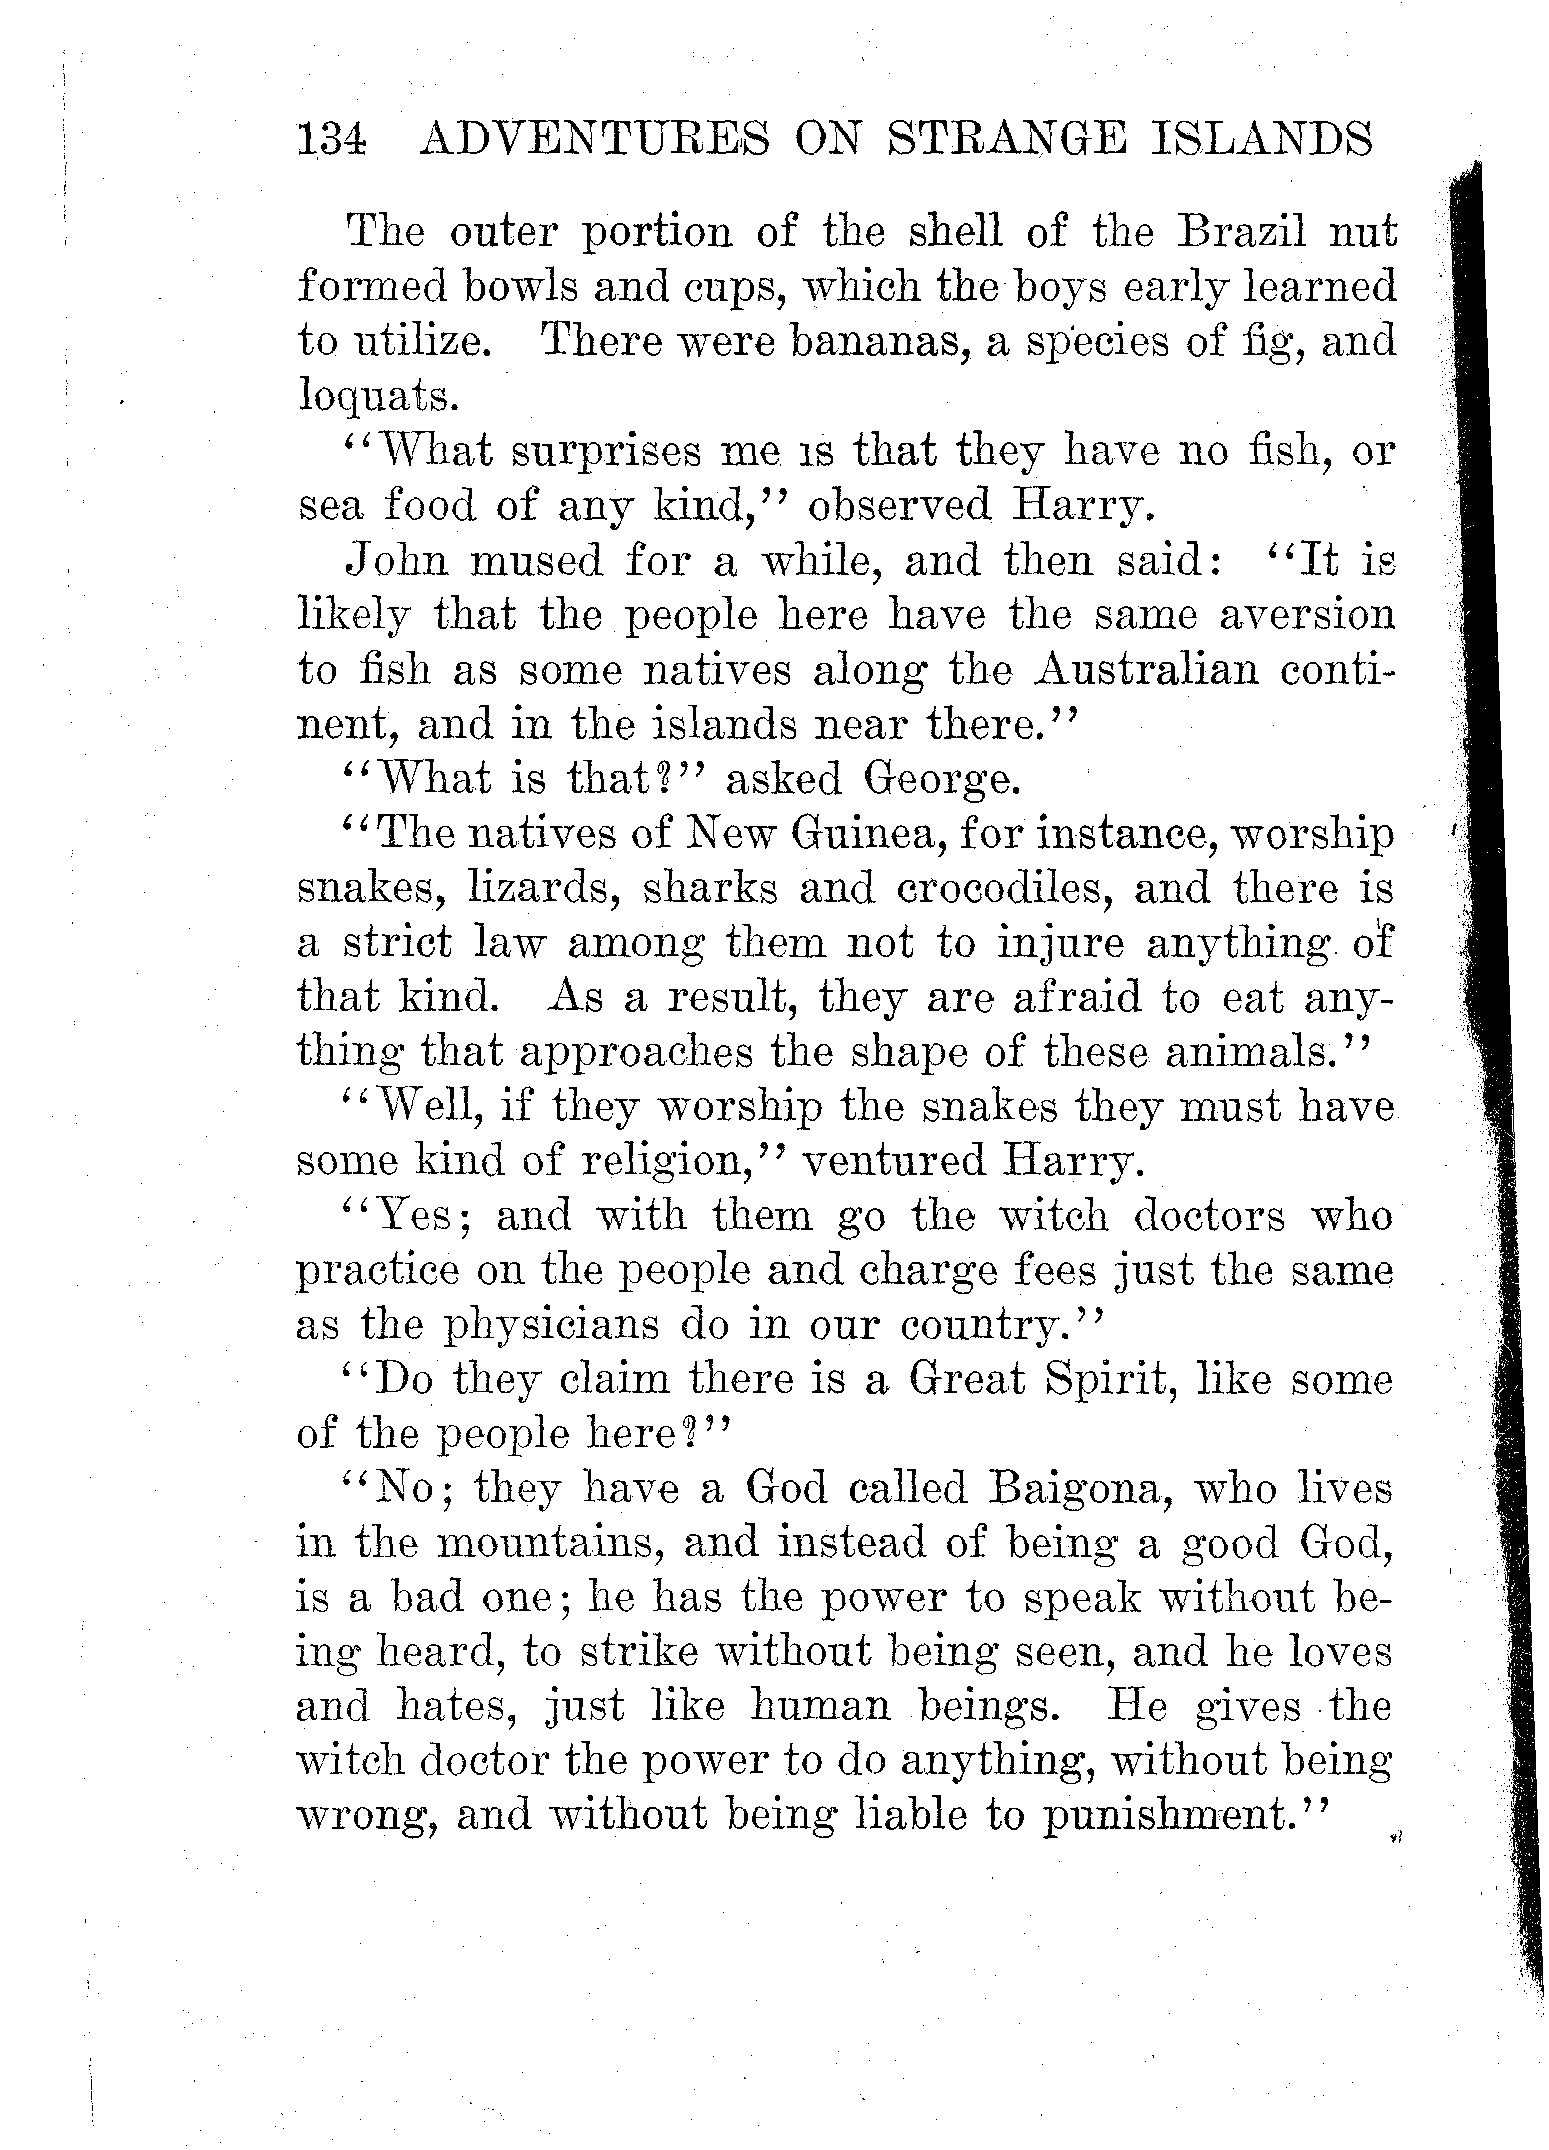 134 ADVENTURES ON STRANGE ISLANDS
The outer portion of the shell of the Brazil nut
formed bowls and cups, which the boys early learned
to utilize. There were bananas, a species of fig, and
loquats.
"What surprises me is that they have no fish, or
sea food of any kind," observed Harry.
John mused for a while, and then said: "It is
likely that the people here have the same aversion
to fish as some natives along the Australian conti-
nent, and in the islands near there."
"What is that?" asked George.
"The natives of New Guinea, for instance, worship
snakes, lizards, sharks and crocodiles, and there is
a strict law among them not to injure anything of
that kind. As a result, they are afraid to eat any-
thing that approaches the shape of these animals."
"Well, if they worship the snakes they must have
some kind of religion," ventured Harry.
"Yes; and with them go the witch doctors who
practice on the people and charge fees just the same
as the physicians do in our country."
"Do they claim there is a Great Spirit, like some
of the people here?"
"No; they have a God called Baigona, who lives
in the mountains, and instead of being a good God,
is a bad one; he has the power to speak without be-
ing heard, to strike without being seen, and he loves
and hates, just like human beings. He gives the
witch doctor the power to do anything, without being
wrong, and without being liable to punishment."